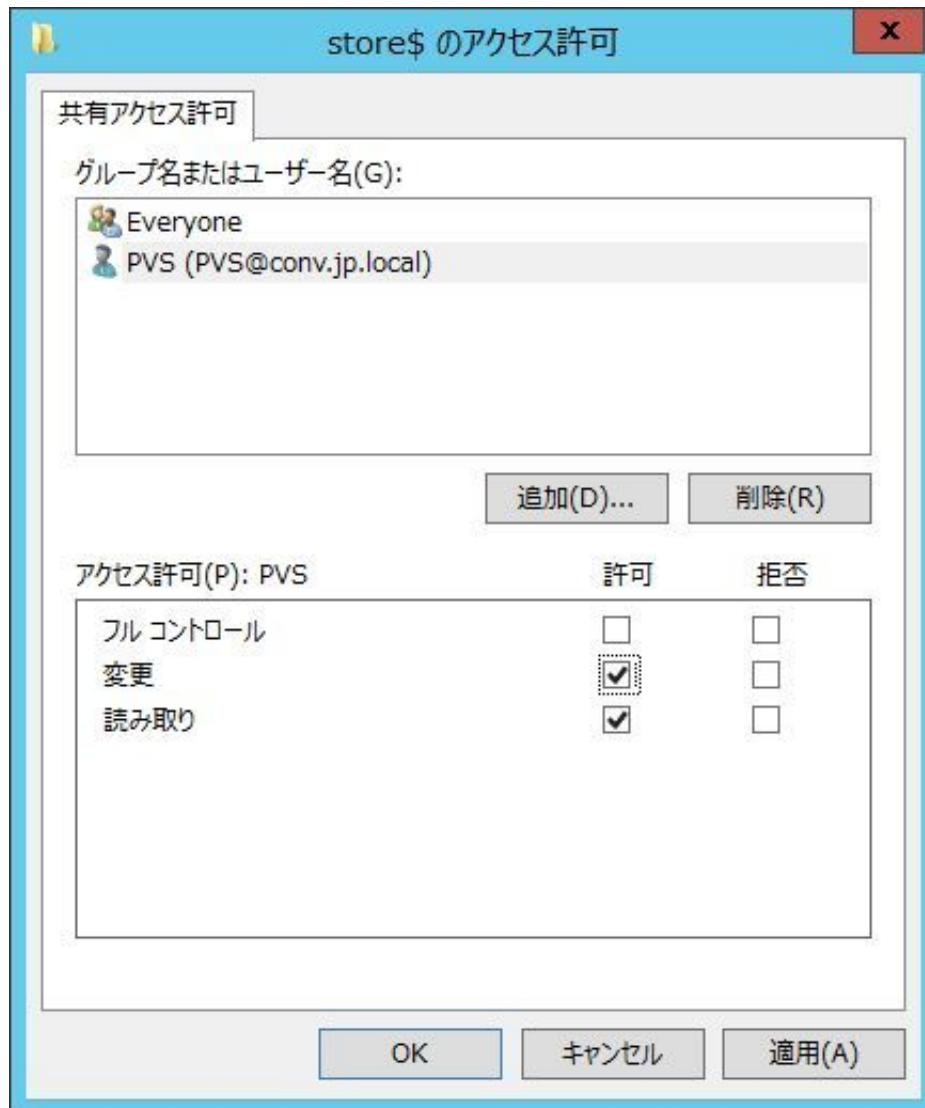 store$ のアクセス許可
x
共有アクセス許可
グループ名またはユーザー名(G):
Everyone
PVS (PVS@conv.jp.local)
追加(D)... 削除(R)
アクセス許可(P): PVS 許可 拒否
フル コントロール
変更
読み取り
OK キャンセル 適用(A)